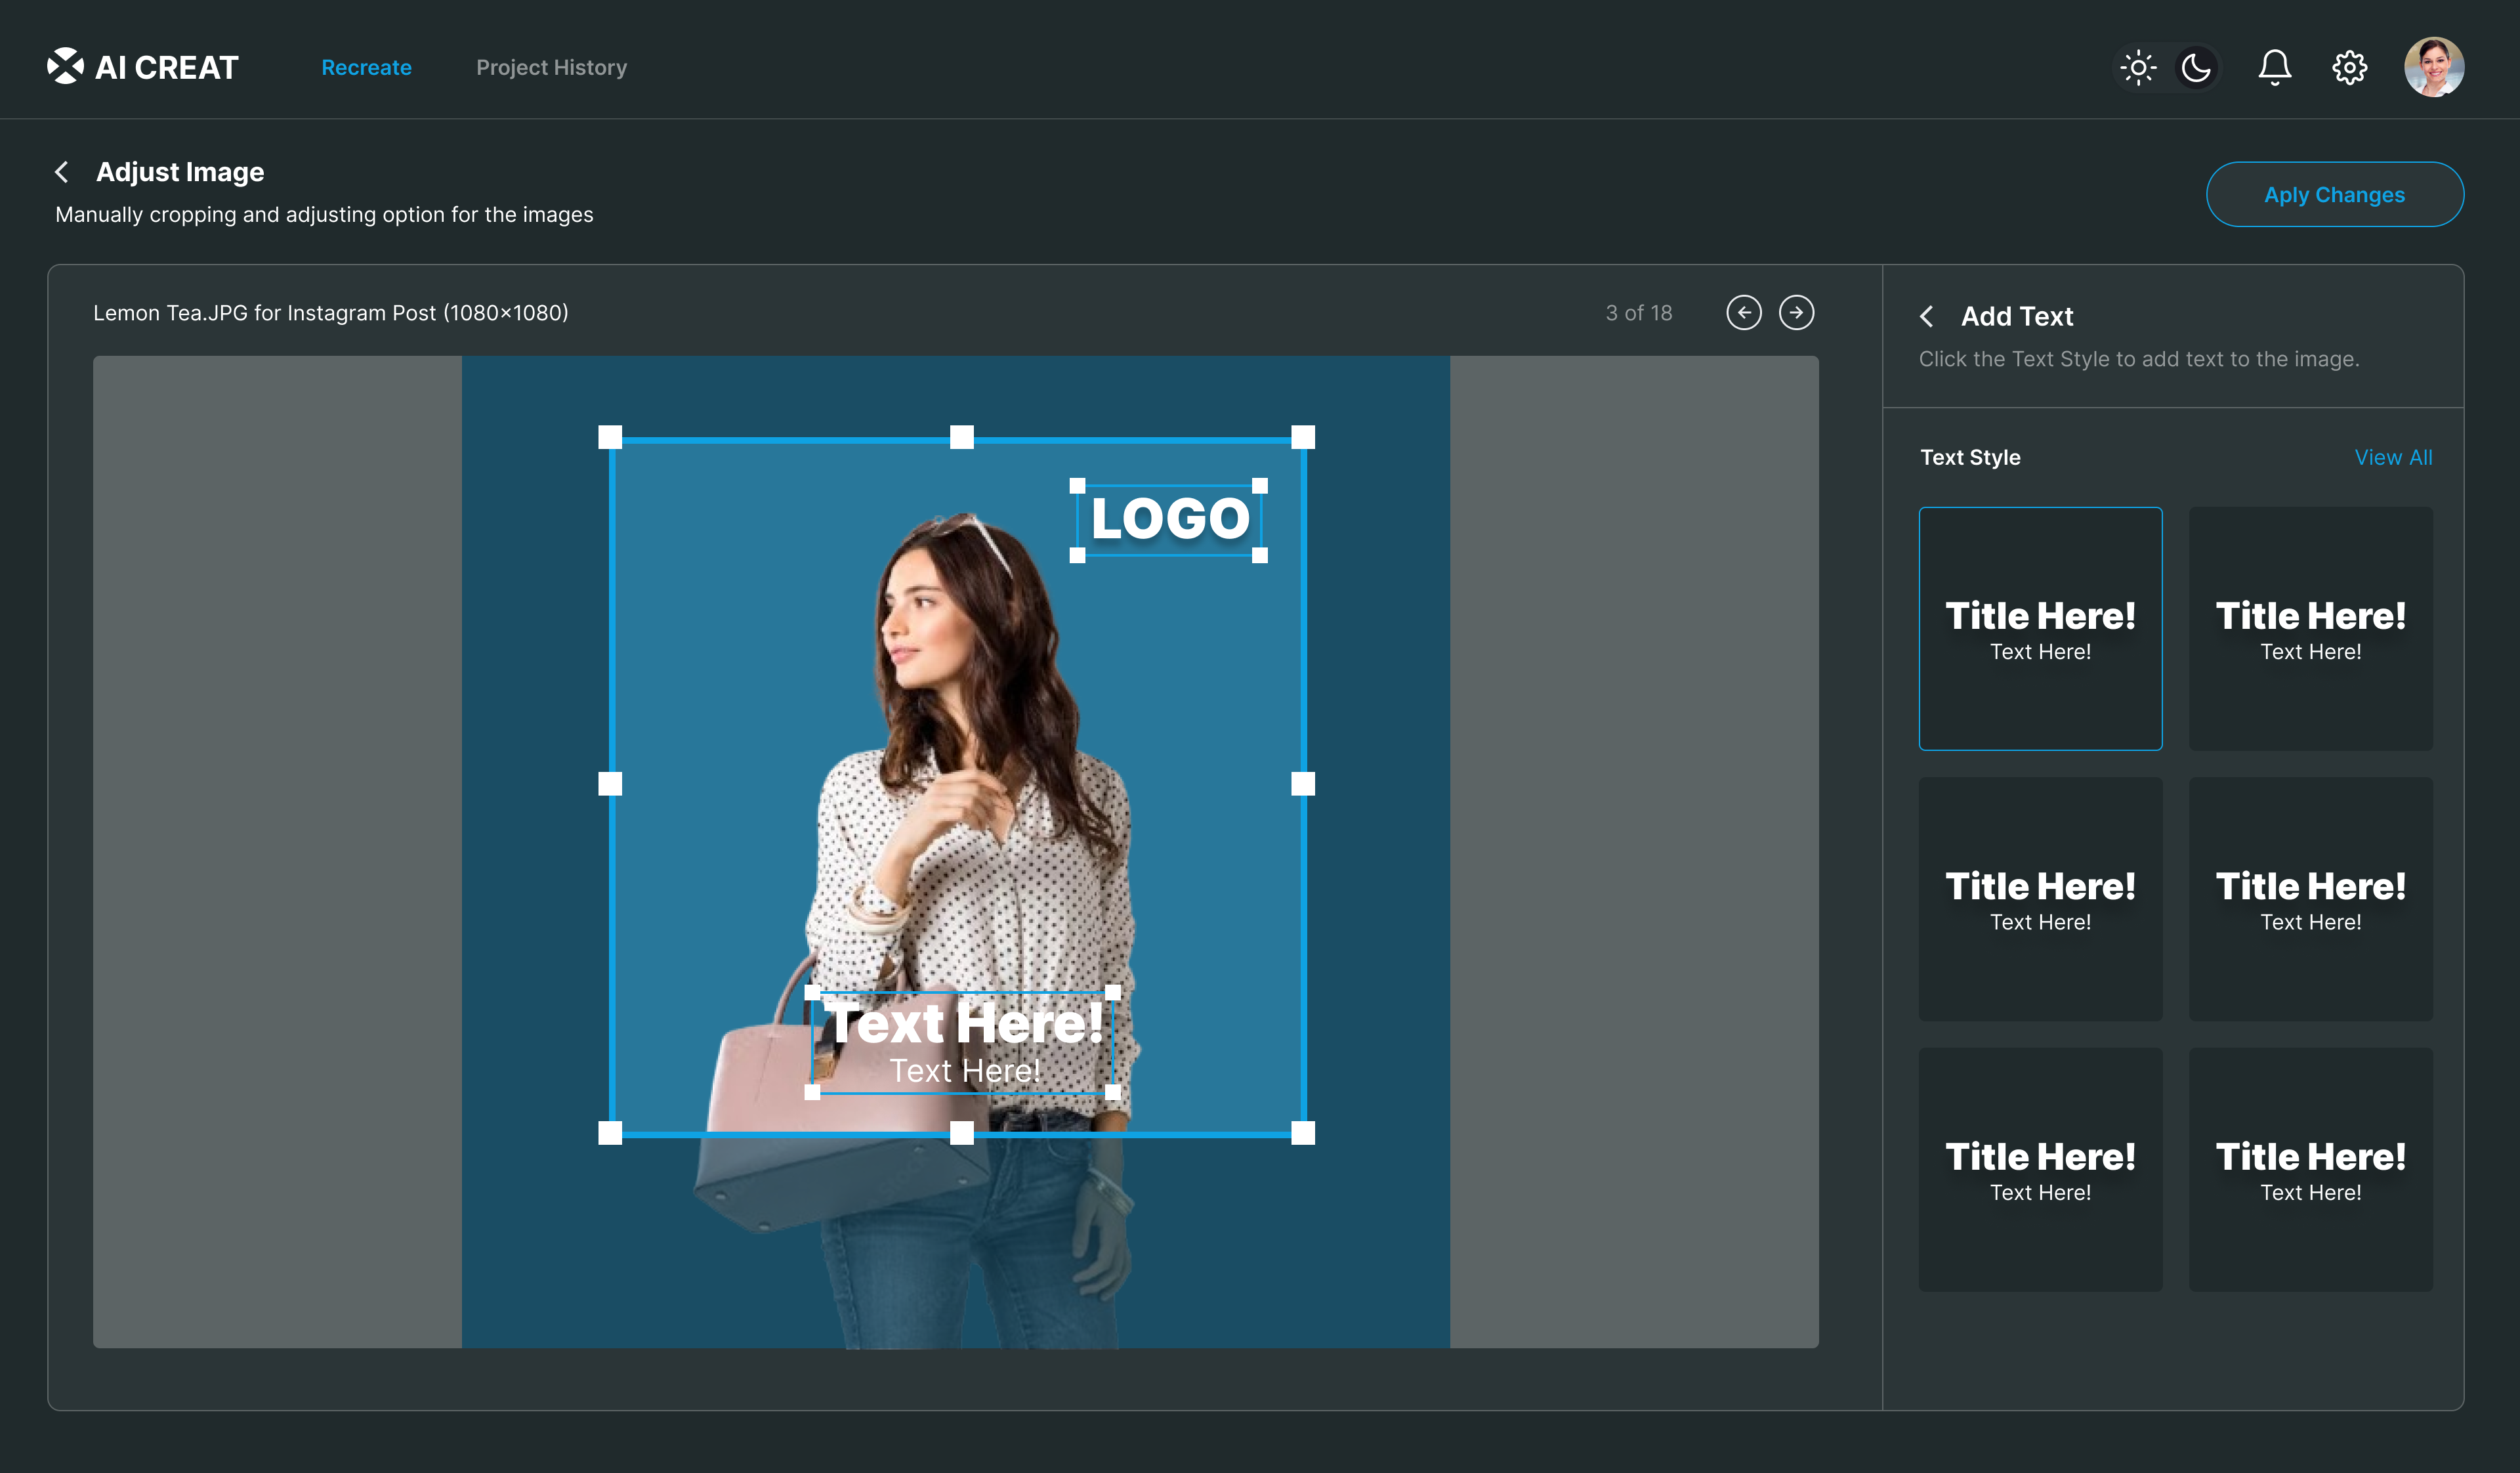 AI CREAT
Recreate
Project History
Adjust Image
Manually cropping and adjusting option for the images
Aply Changes
Lemon Tea.JPG for Instagram Post (1080×1080)
3 of 18
LOGO
Text Here!
Text Here!
Add Text
Click the Text Style to add text to the image.
Text Style
View All
Title Here!
Text Here!
Title Here!
Text Here!
Title Here!
Text Here!
Title Here!
Text Here!
Title Here!
Text Here!
Title Here!
Text Here!